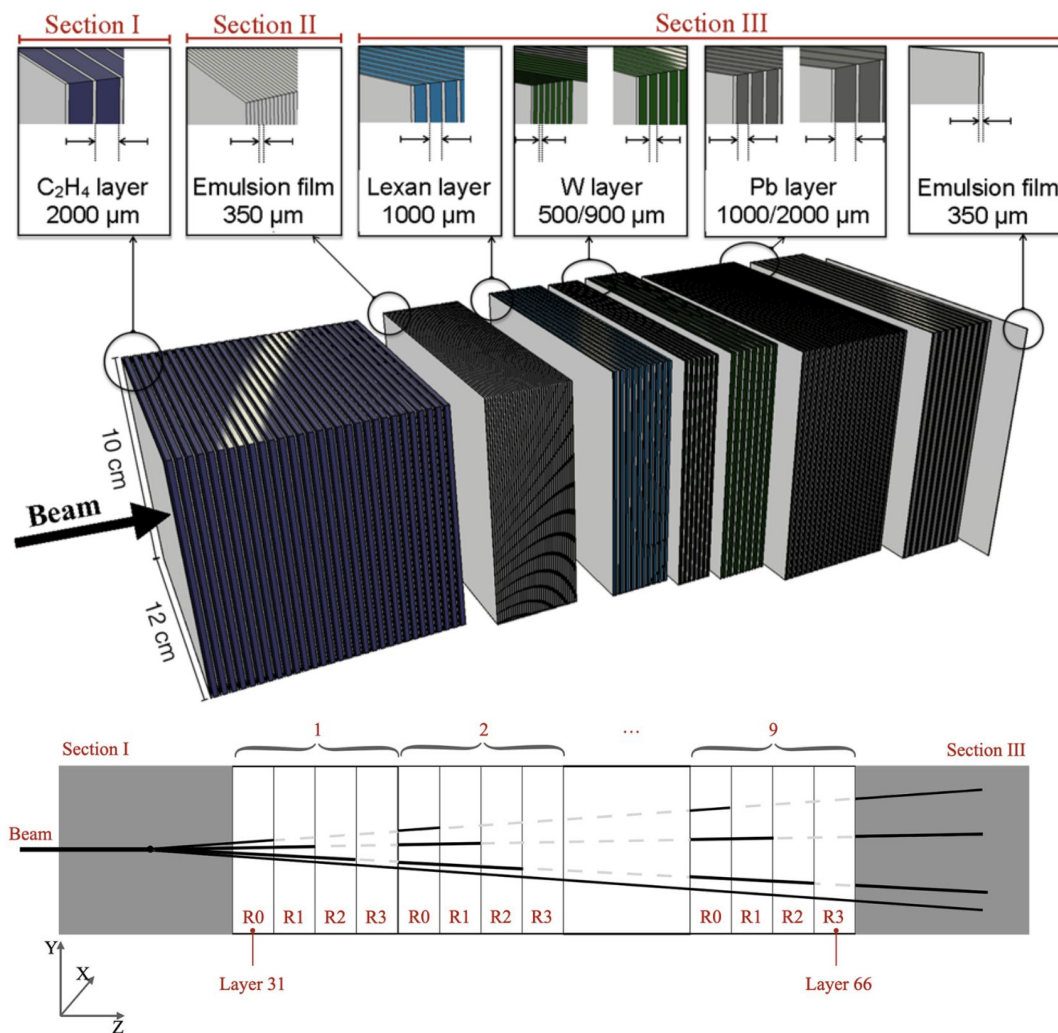 Section I
Section II
Section III
C₂H₄ layer
2000 μm
Emulsion film
350 μm
Lexan layer
1000 μm
W layer
500/900 μm
Pb layer
1000/2000 μm
Emulsion film
350 μm
10 cm
Beam
12 cm
1
2
...
9
Section I
Section III
Beam
R0
R1
R2
R3
R0
R1
R2
R3
R0
R1
R2
R3
Layer 31
Layer 66
Y
X
Z